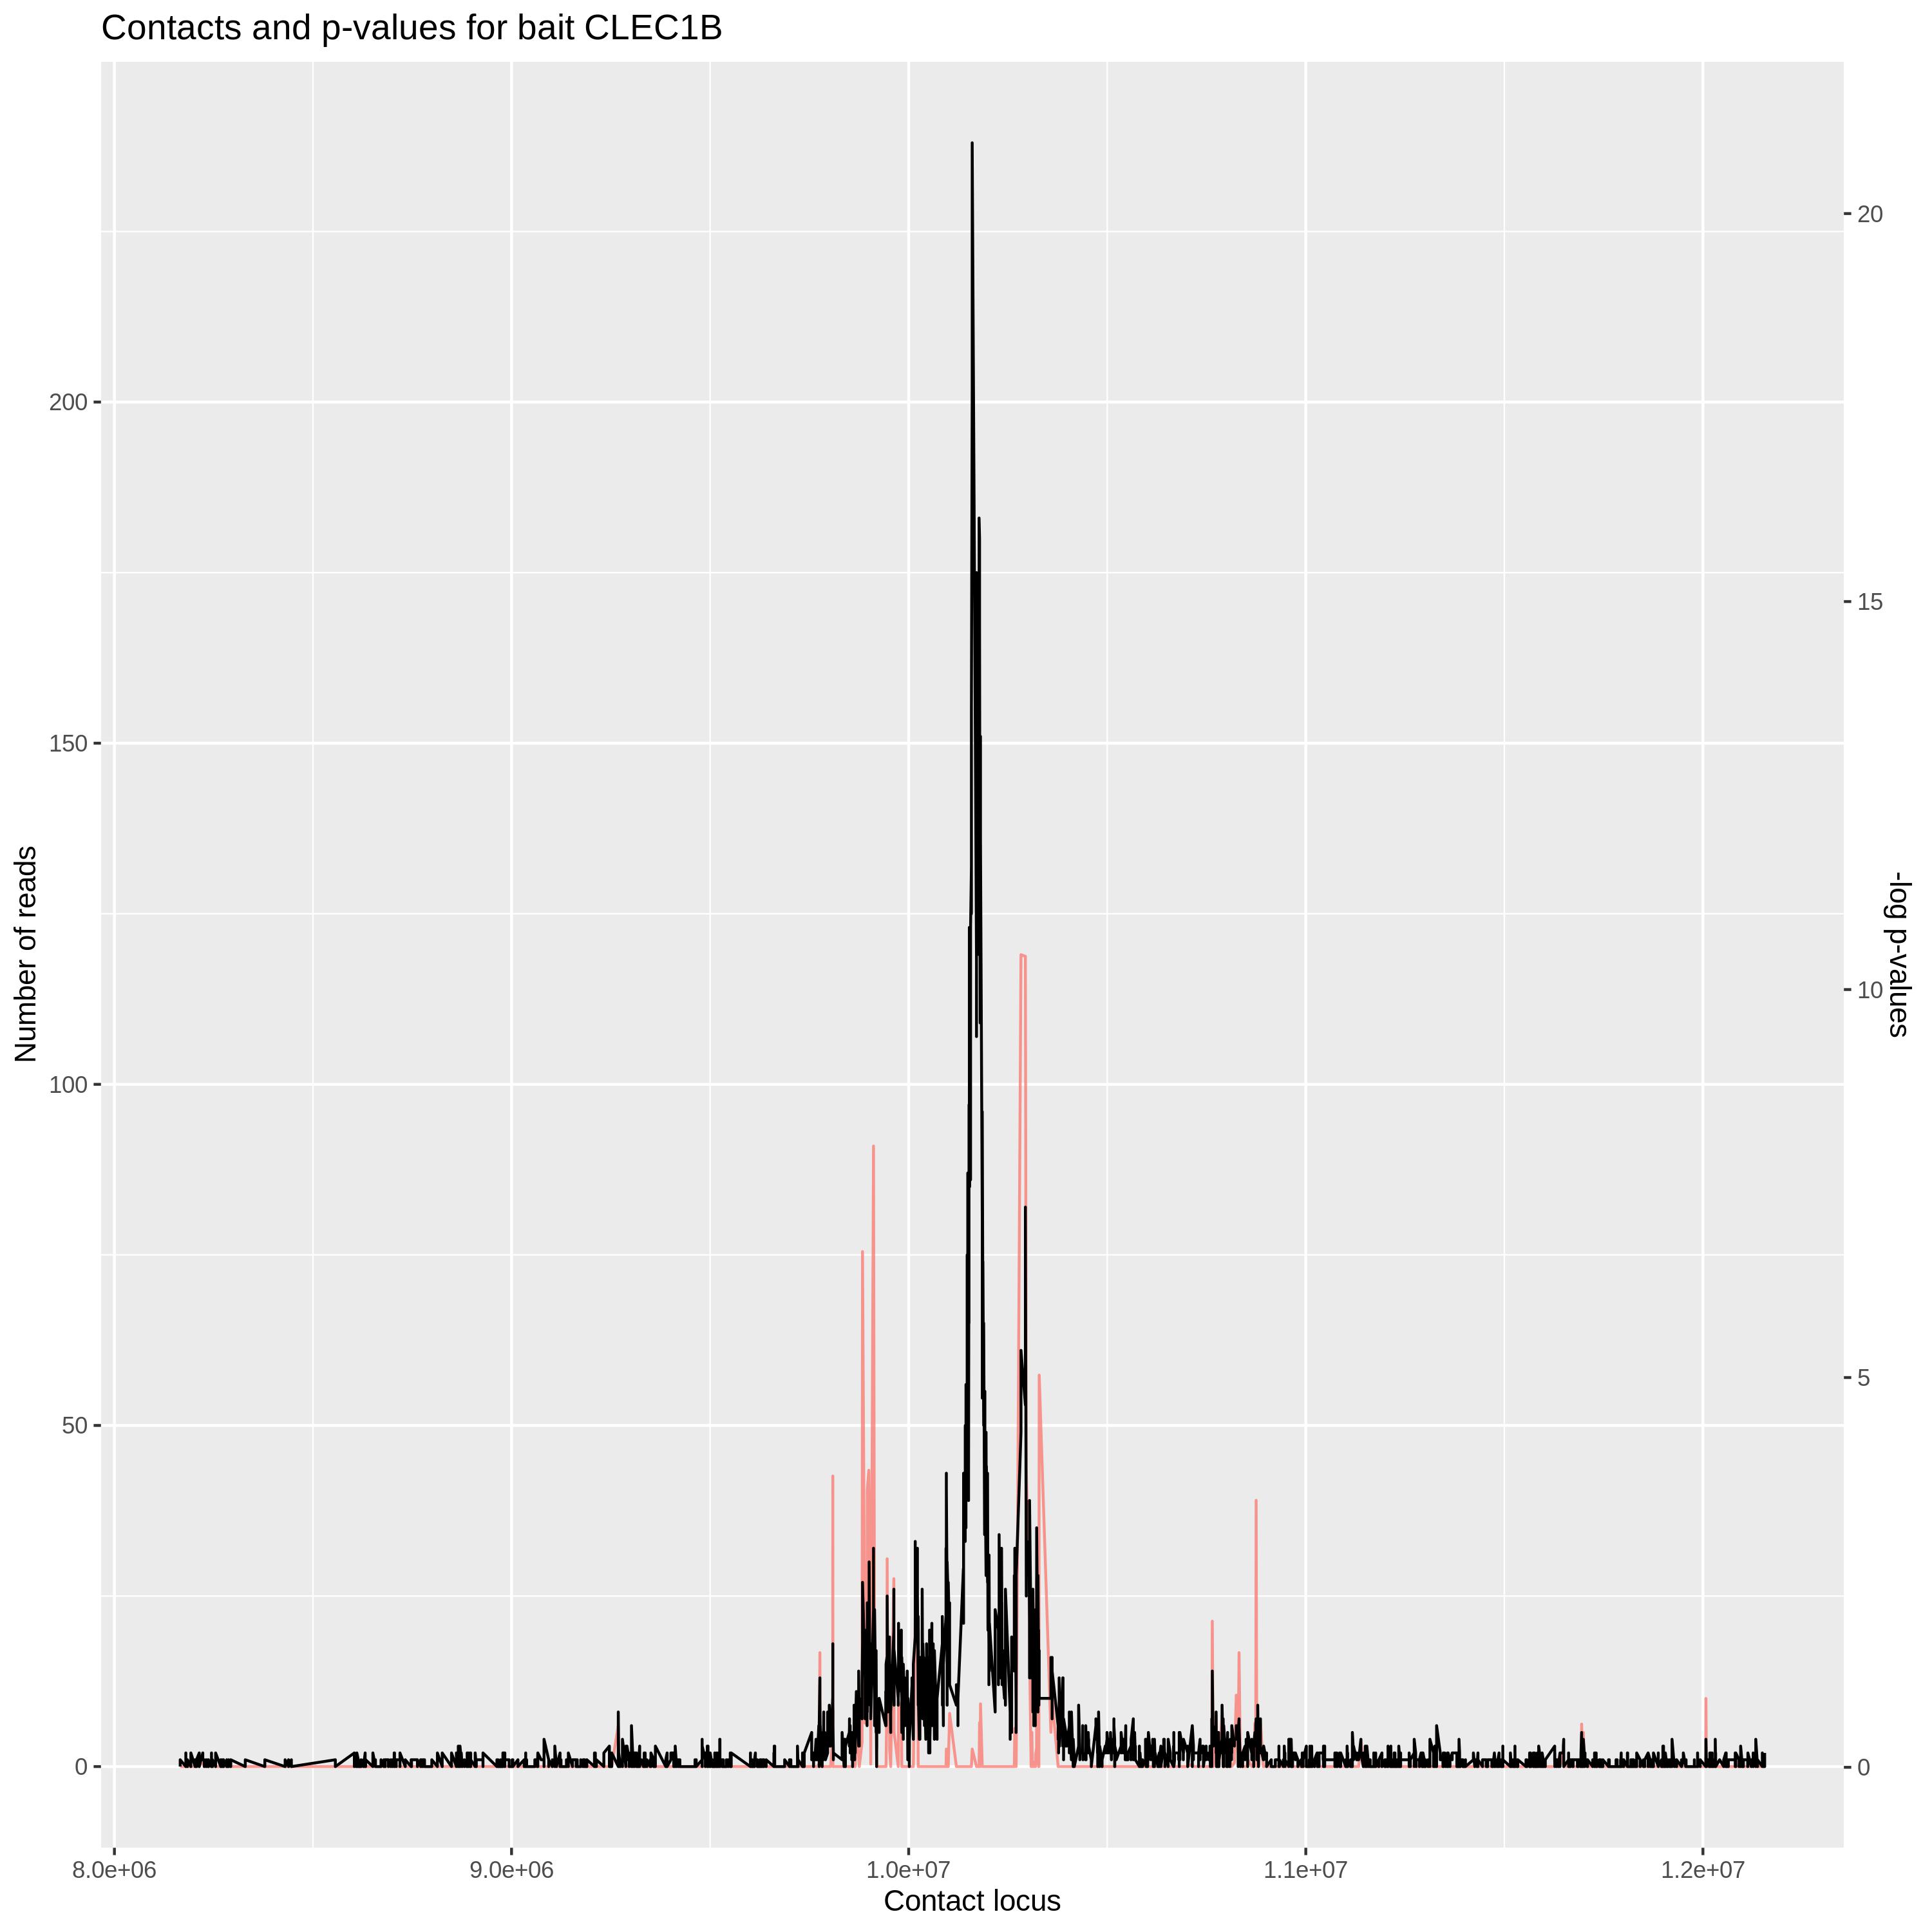 Contacts and p-values for bait CLEC1B
Number of reads
200
150
100
50
0
20
15
10
5
0
-log p-values
8.0e+06
9.0e+06
1.0e+07
1.1e+07
1.2e+07
Contact locus